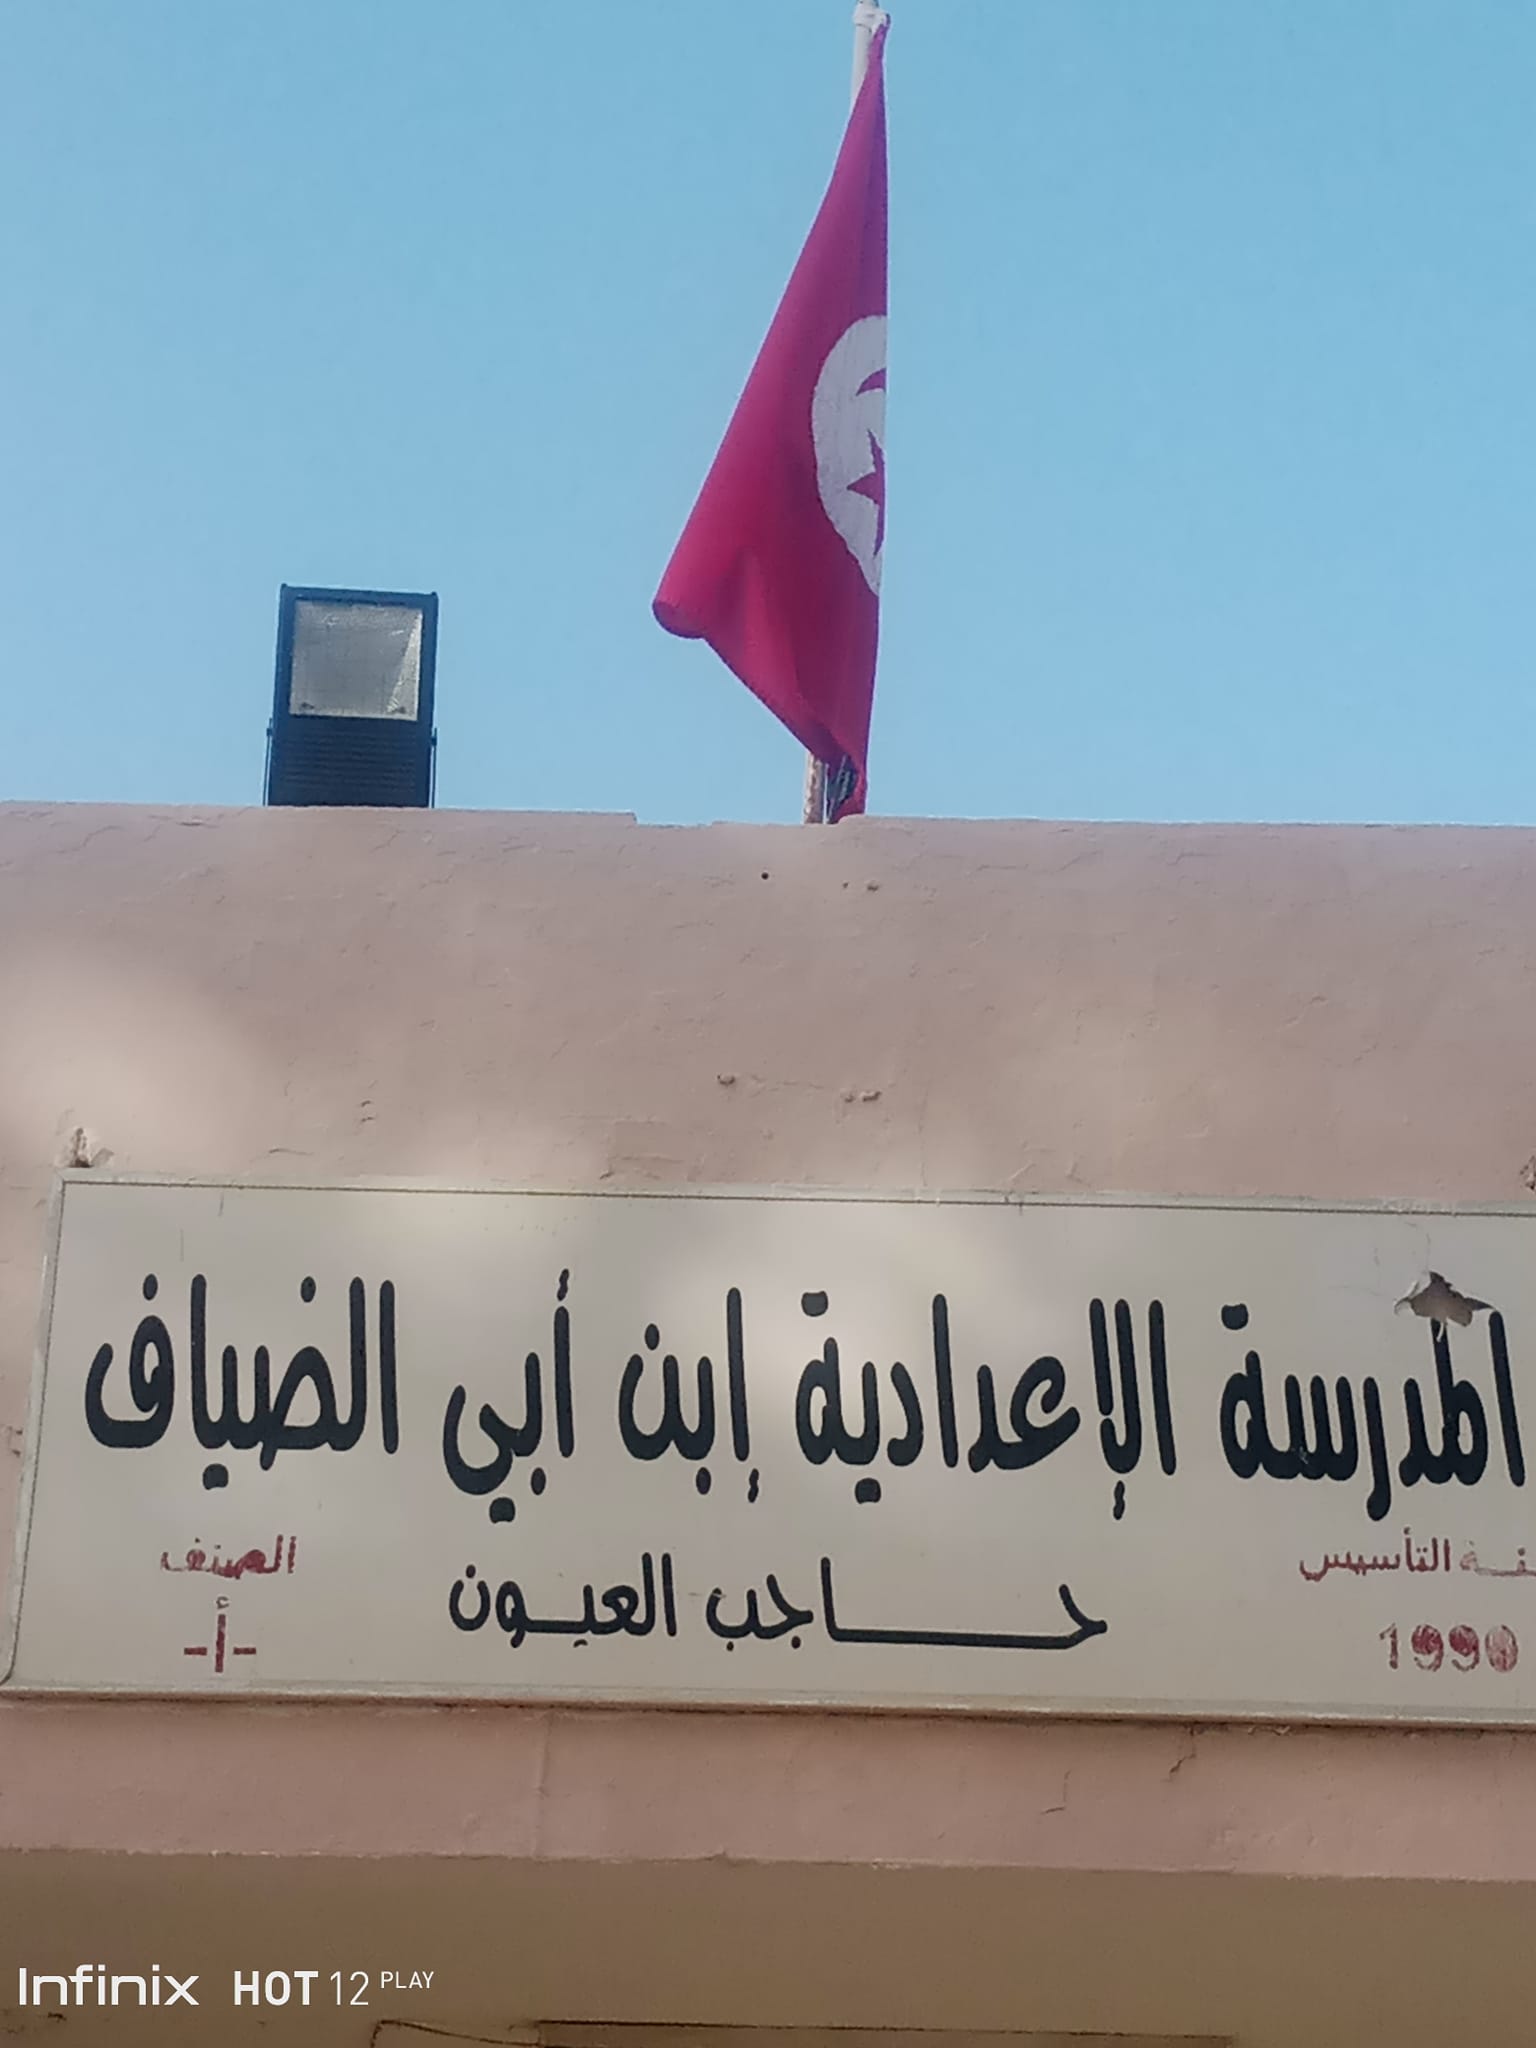 المدرسة الإعدادية إبن أبي الضياف
حاجب العيون
التأسيس
1990
الصنف
-أ-
Infinix HOT 12 PLAY